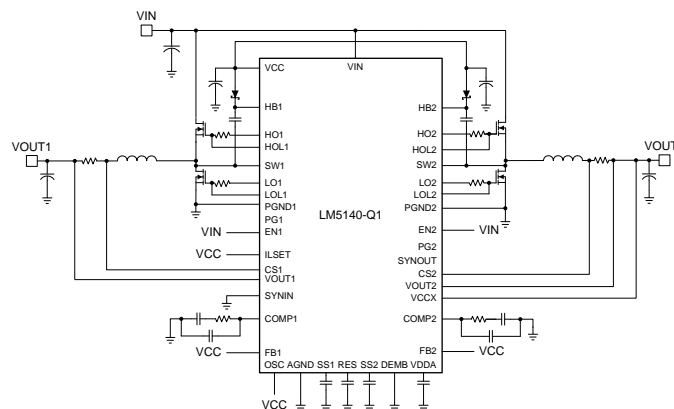 VIN
VCC
VIN
HB1
HB2
HO1
HO2
HOL1
HOL2
VOUT1
VOUT
SW1
SW2
LO1
LO2
LOL1
LOL2
PGND1
PGND2
LM5140-Q1
PG1
VIN
EN1
EN2
VIN
PG2
VCC
ILSET
SYNOUT
CS1
CS2
VOUT1
VOUT2
SYNIN
VCCX
COMP1
COMP2
VCC
FB1
FB2
VCC
OSC AGND SS1 RES SS2 DEMB VDDA
VCC